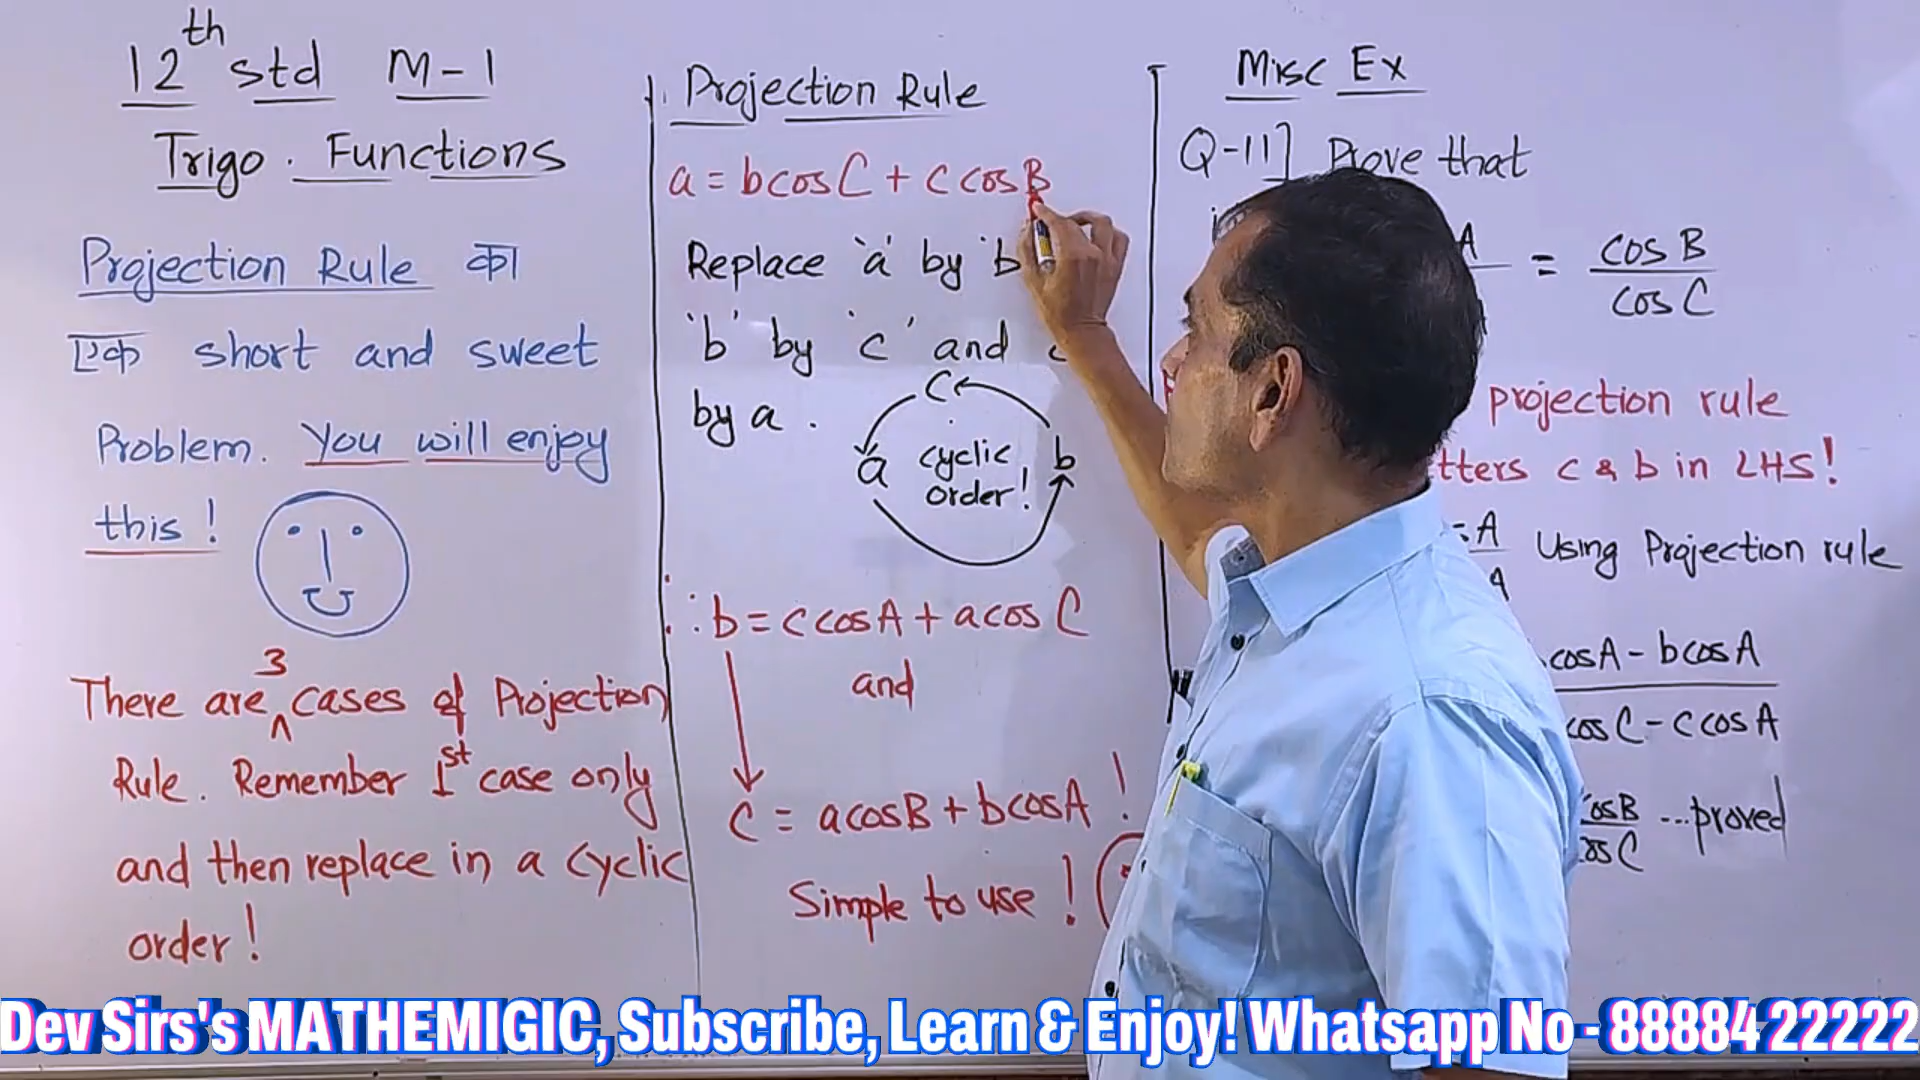 12th std M-1
Trigo. Functions
Projection Rule का
एक short and sweet
Problem. You will enjoy
this!
There are 3 cases of Projection
Rule. Remember 1st case only
and then replace in a cyclic
order!
Projection Rule
a = b cos C + c cos B
Replace 'a' by 'b
'b' by 'c' and c
by a.
c
a cyclic b
order!
∴ b = c cos A + a cos C
and
c = a cos B + b cos A !
Simple to use!
Misc Ex
Q-11] Prove that
A = cos B
cos C
projection rule
tters c & b in LHS!
= A Using Projection rule
A
cos A - b cos A
cos C - c cos A
cos B ...proved
cos C
Dev Sirs's MATHEMIGIC, Subscribe, Learn & Enjoy! Whatsapp No - 88884 22222